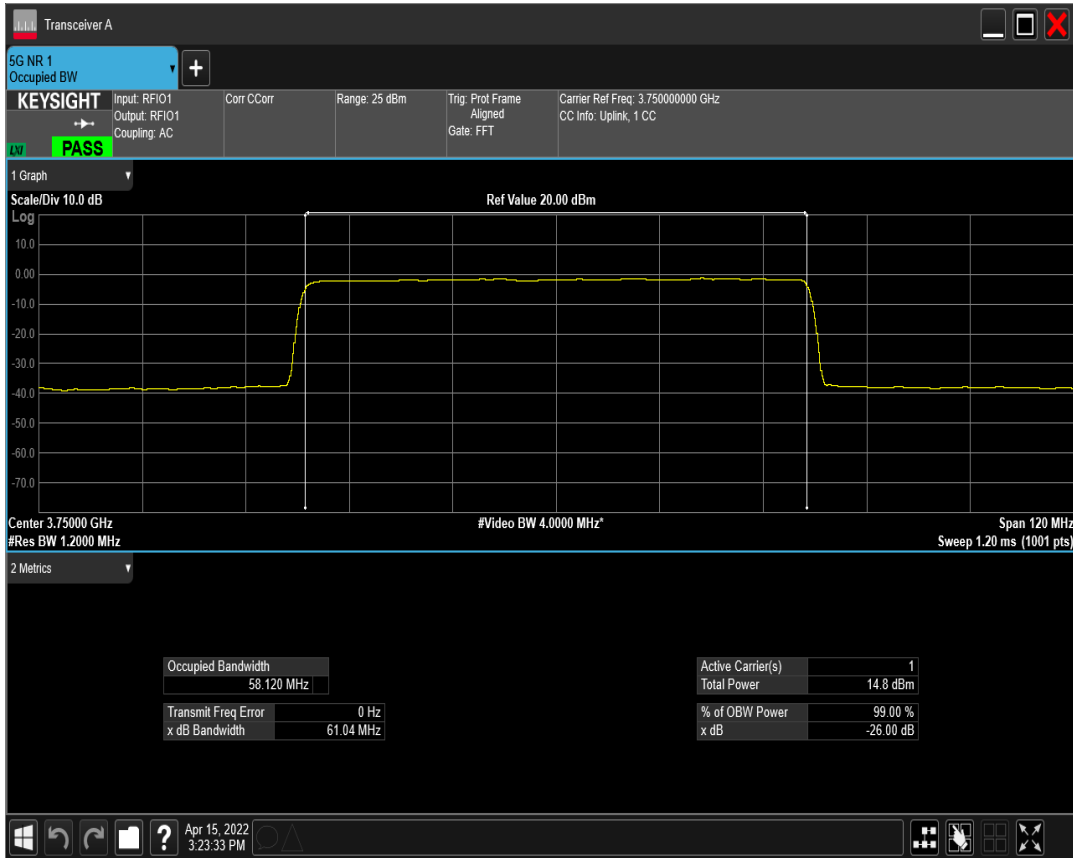 Transceiver A
5G NR 1
Occupied BW
KEYSIGHT
LXI
PASS
Input: RFIO1
Output: RFIO1
Coupling: AC
Corr CCorr
Range: 25 dBm
Trig: Prot Frame
Aligned
Gate: FFT
Carrier Ref Freq: 3.750000000 GHz
CC Info: Uplink, 1 CC
1 Graph
Scale/Div 10.0 dB
Ref Value 20.00 dBm
Log
10.0
0.00
-10.0
-20.0
-30.0
-40.0
-50.0
-60.0
-70.0
Center 3.75000 GHz
#Video BW 4.0000 MHz*
Span 120 MHz
#Res BW 1.2000 MHz
Sweep 1.20 ms (1001 pts)
2 Metrics
Occupied Bandwidth
58.120 MHz
Transmit Freq Error 0 Hz
x dB Bandwidth 61.04 MHz
Active Carrier(s) 1
Total Power 14.8 dBm
% of OBW Power 99.00 %
x dB -26.00 dB
?
Apr 15, 2022
3:23:33 PM